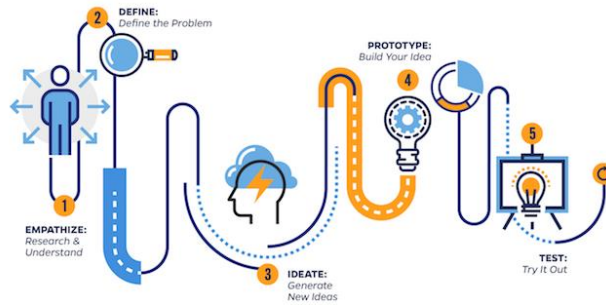 1
EMPATHIZE:
Research &
Understand
2
DEFINE:
Define the Problem
3
IDEATE:
Generate
New Ideas
4
PROTOTYPE:
Build Your Idea
5
TEST:
Try It Out